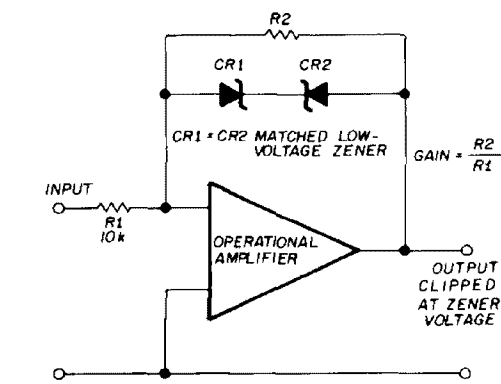 R2
CR1 CR2
CR1 = CR2 MATCHED LOW-
VOLTAGE ZENER
GAIN = R2
R1
INPUT
R1
10k
OPERATIONAL
AMPLIFIER
OUTPUT
CLIPPED
AT ZENER
VOLTAGE